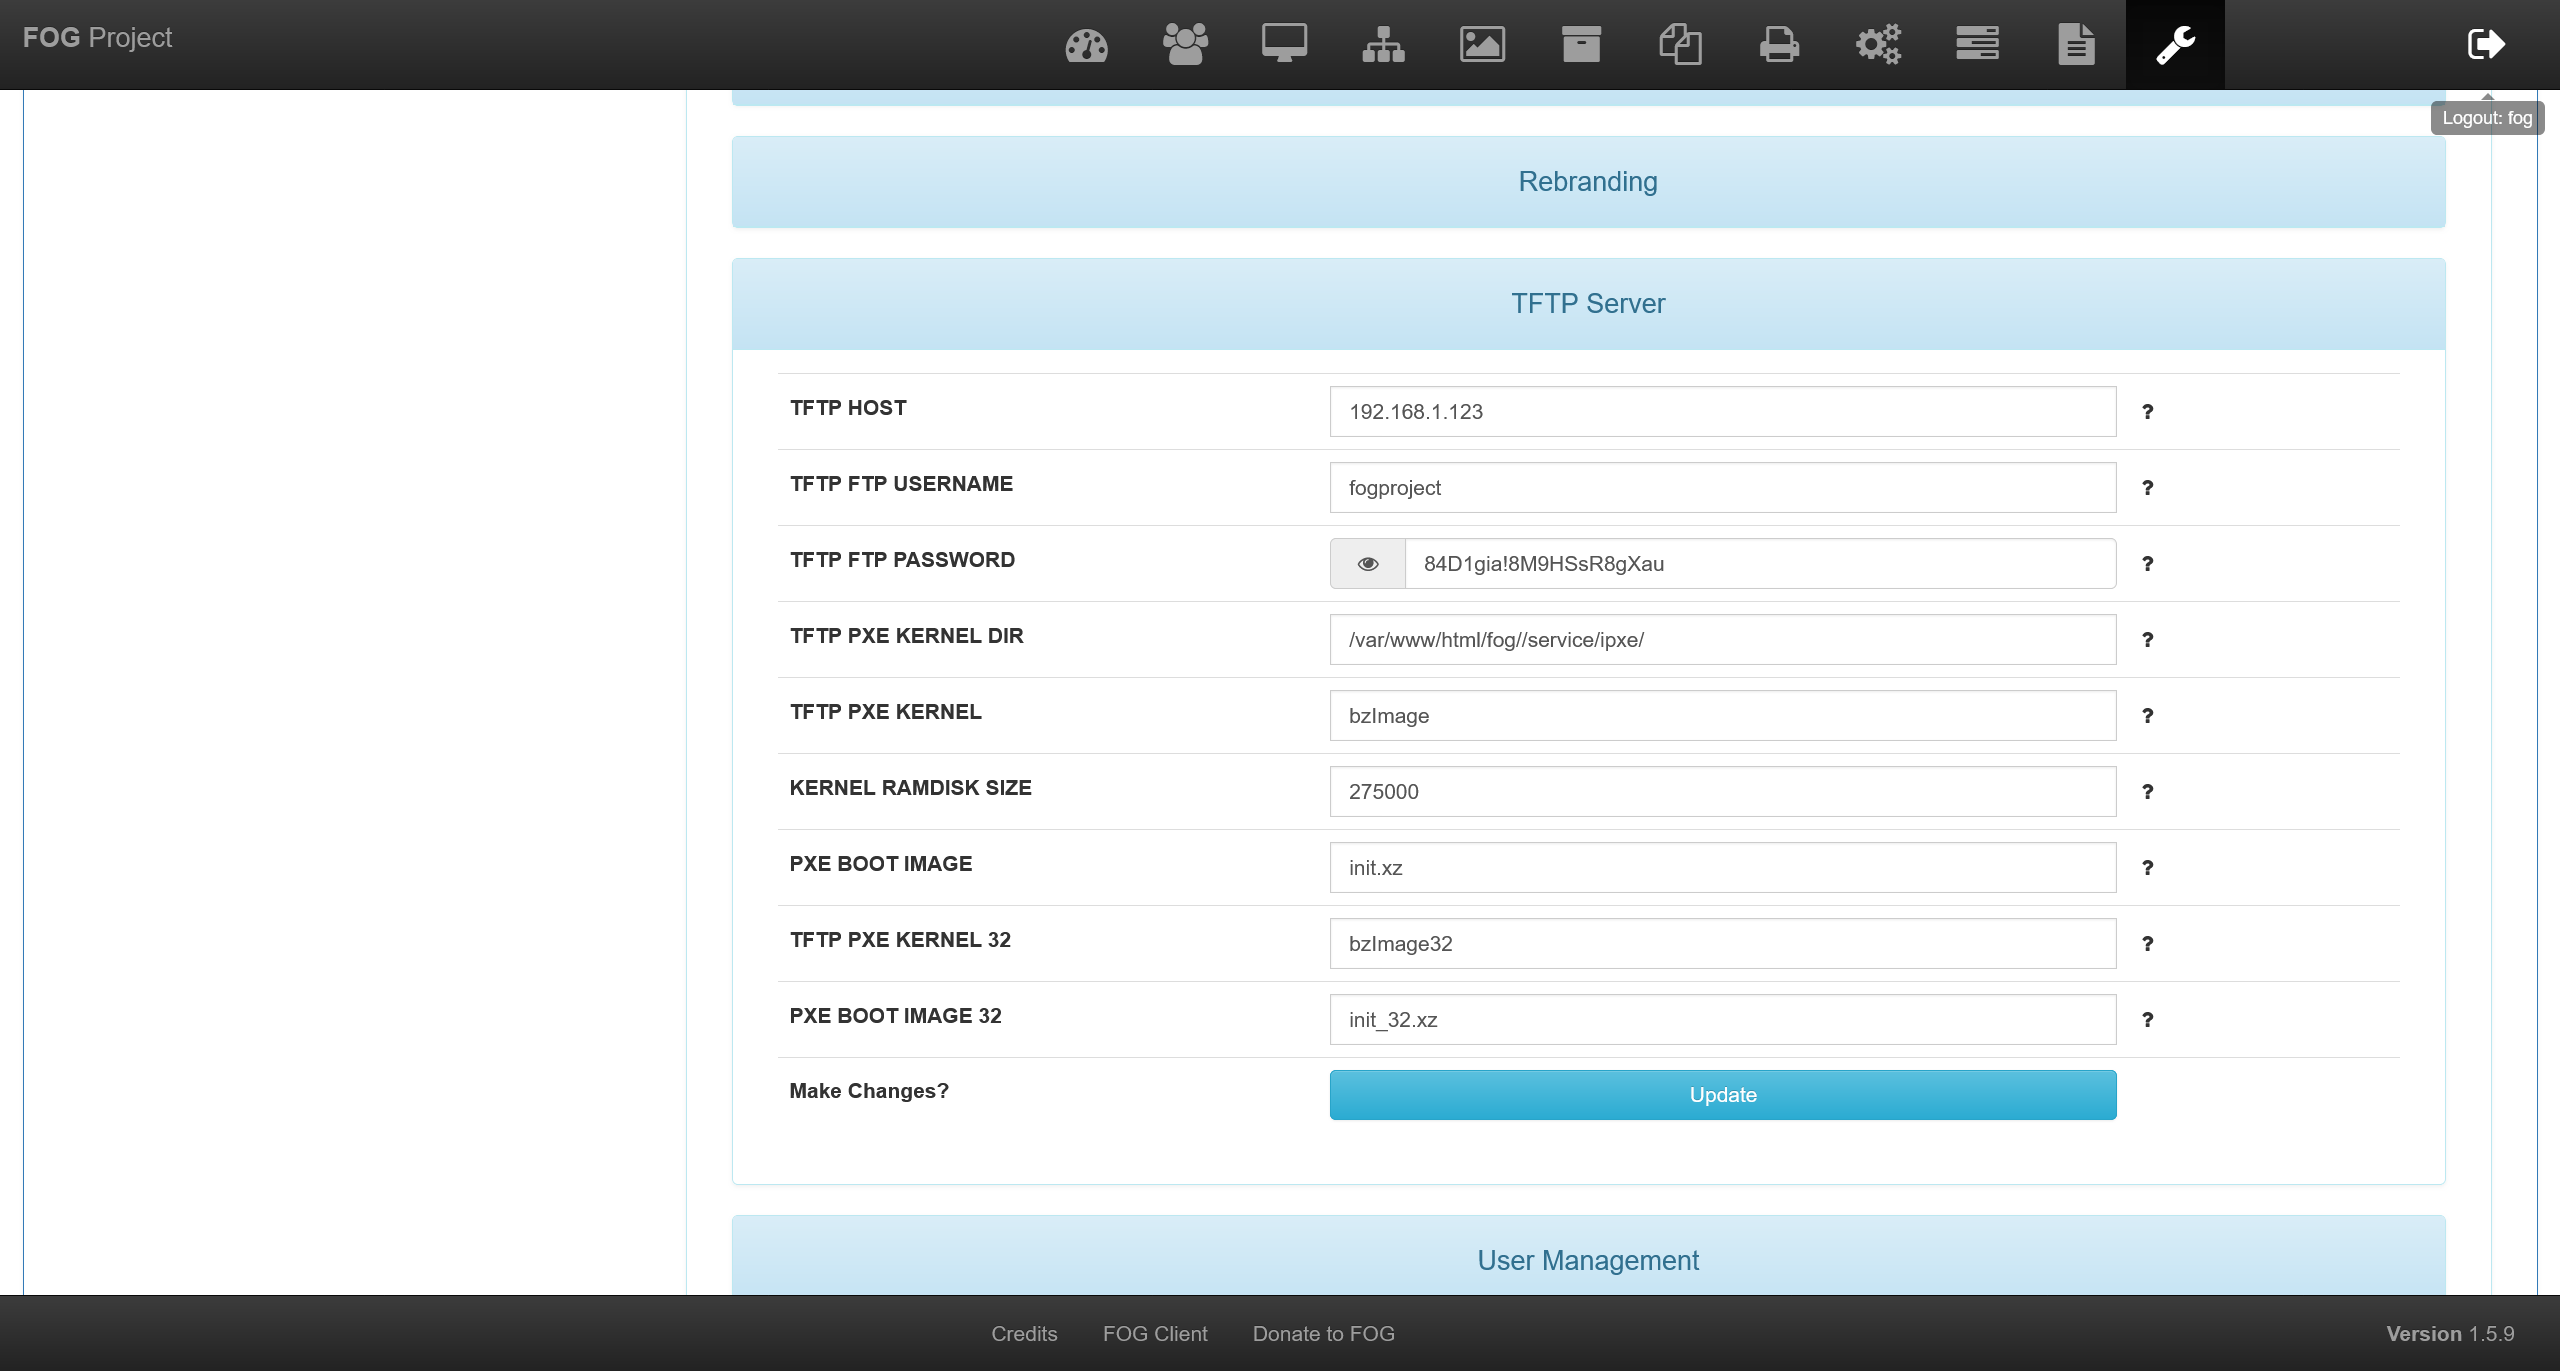 FOG Project
Logout: fog
Rebranding
TFTP Server
TFTP HOST 192.168.1.123 ?
TFTP FTP USERNAME fogproject ?
TFTP FTP PASSWORD 84D1gia!8M9HSsR8gXau ?
TFTP PXE KERNEL DIR /var/www/html/fog//service/ipxe/ ?
TFTP PXE KERNEL bzImage ?
KERNEL RAMDISK SIZE 275000 ?
PXE BOOT IMAGE init.xz ?
TFTP PXE KERNEL 32 bzImage32 ?
PXE BOOT IMAGE 32 init_32.xz ?
Make Changes? Update
User Management
Credits FOG Client Donate to FOG Version 1.5.9